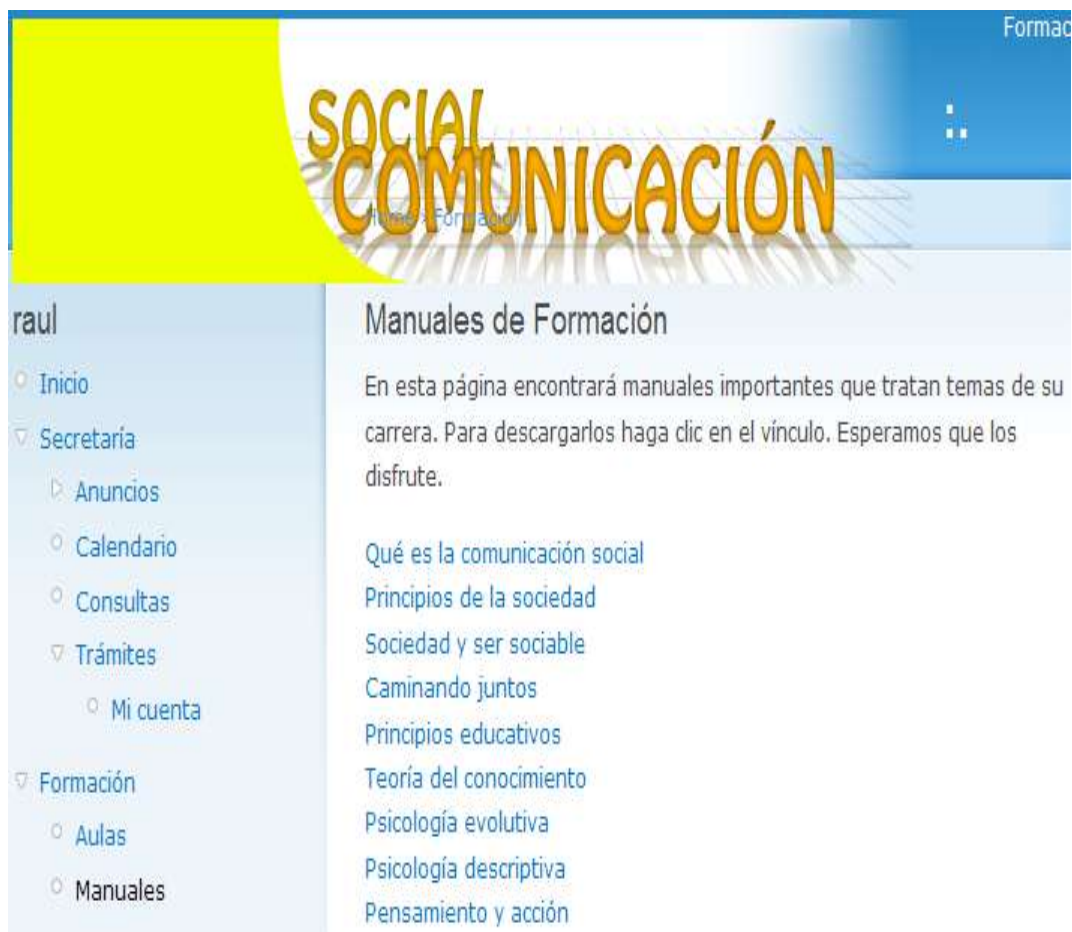 Formac
SOCIAL
COMUNICACIÓN
Home › Formación
raul
Inicio
Secretaría
Anuncios
Calendario
Consultas
Trámites
Mi cuenta
Formación
Aulas
Manuales
Manuales de Formación
En esta página encontrará manuales importantes que tratan temas de su
carrera. Para descargarlos haga clic en el vínculo. Esperamos que los
disfrute.
Qué es la comunicación social
Principios de la sociedad
Sociedad y ser sociable
Caminando juntos
Principios educativos
Teoría del conocimiento
Psicología evolutiva
Psicología descriptiva
Pensamiento y acción